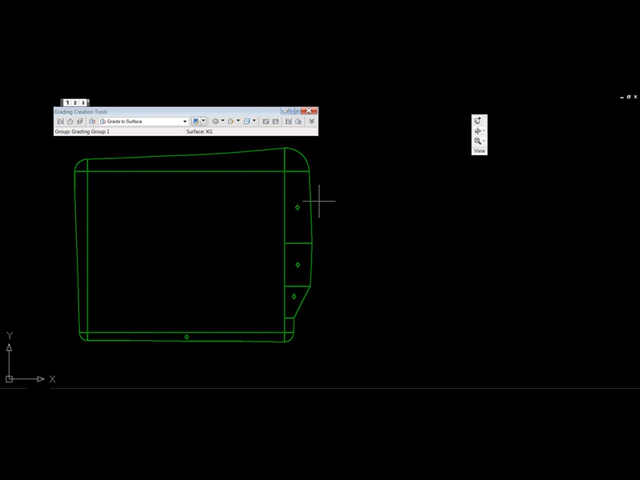 1 2 3
Grading Creation Tools
Grade to Surface
Group: Grading Group 1 Surface: XG
View
Y
X